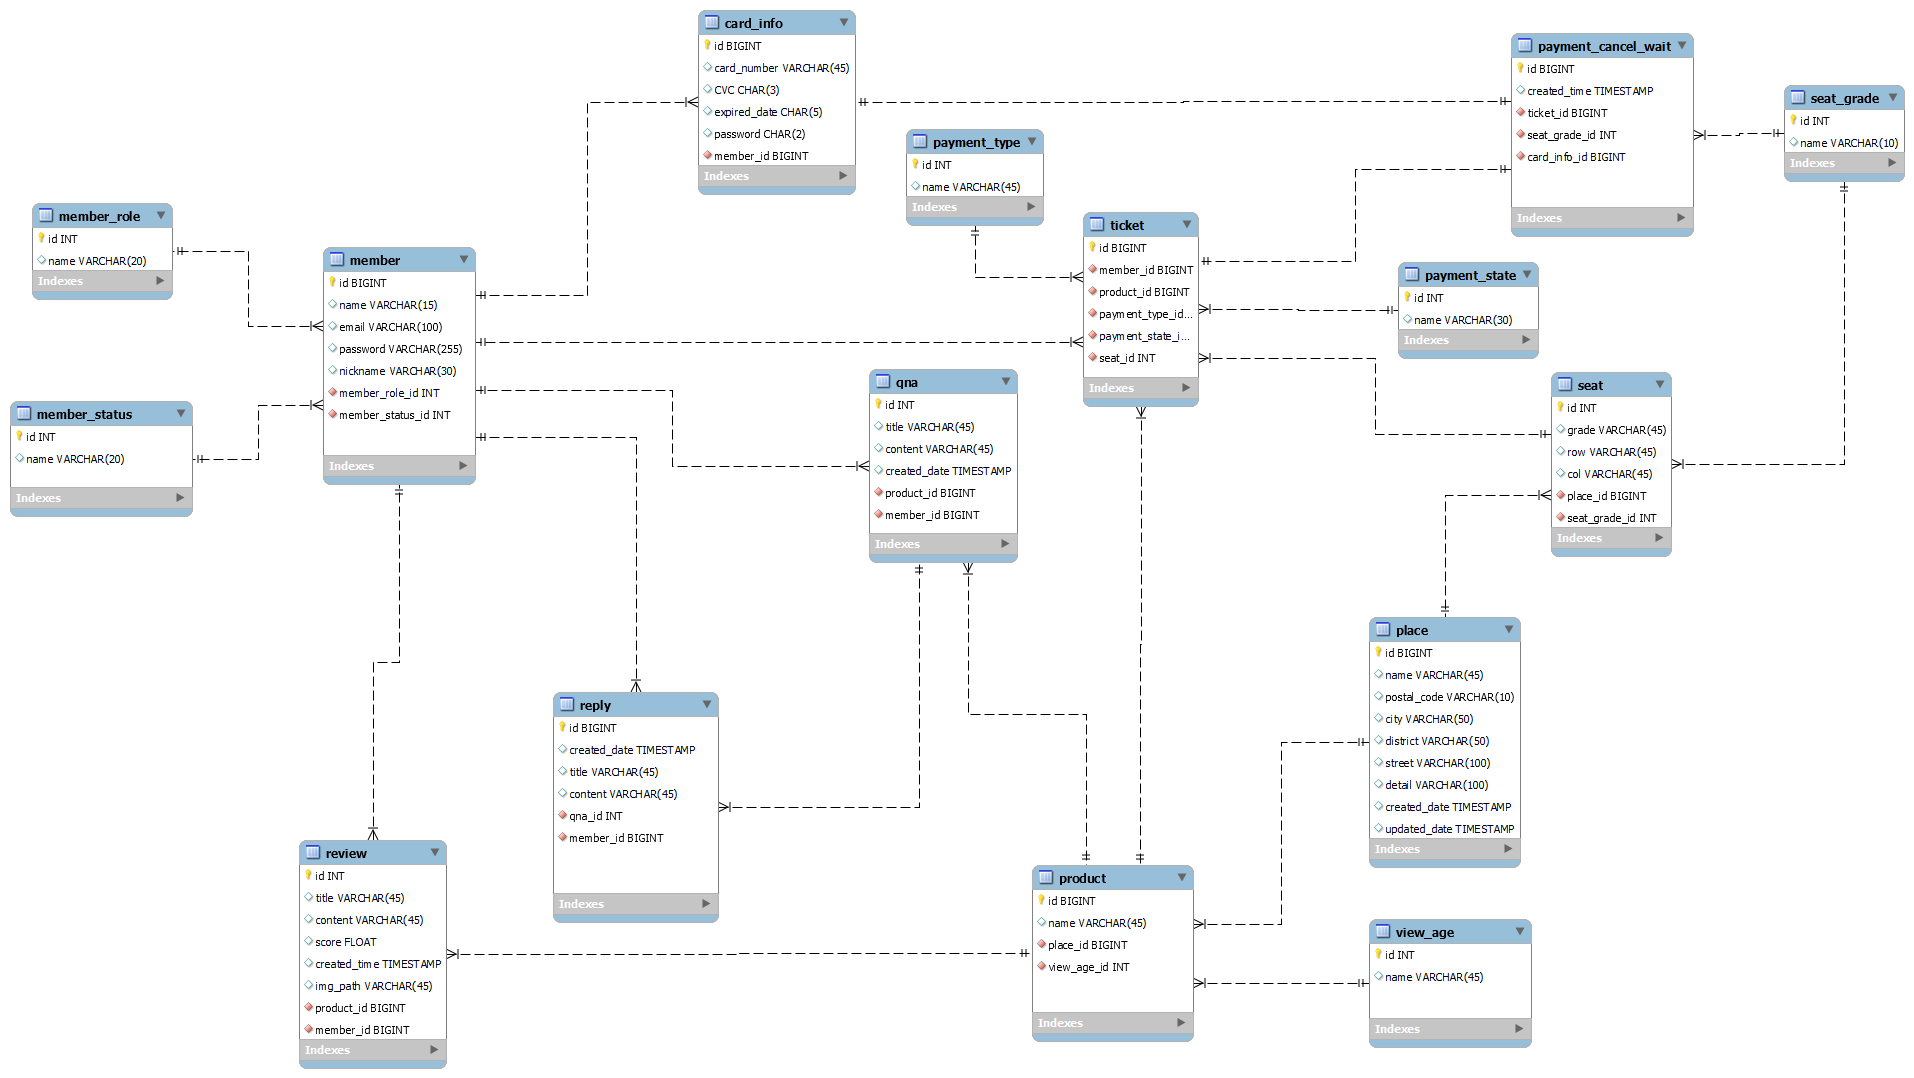 card_info
id BIGINT
card_number VARCHAR(45)
CVC CHAR(3)
expired_date CHAR(5)
password CHAR(2)
member_id BIGINT
Indexes
payment_cancel_wait
id BIGINT
created_time TIMESTAMP
ticket_id BIGINT
seat_grade_id INT
card_info_id BIGINT
Indexes
seat_grade
id INT
name VARCHAR(10)
Indexes
payment_type
id INT
name VARCHAR(45)
Indexes
member_role
id INT
name VARCHAR(20)
Indexes
ticket
id BIGINT
member_id BIGINT
product_id BIGINT
payment_type_id...
payment_state_i...
seat_id INT
Indexes
member
id BIGINT
name VARCHAR(15)
email VARCHAR(100)
password VARCHAR(255)
nickname VARCHAR(30)
member_role_id INT
member_status_id INT
Indexes
payment_state
id INT
name VARCHAR(30)
Indexes
qna
id INT
title VARCHAR(45)
content VARCHAR(45)
created_date TIMESTAMP
product_id BIGINT
member_id BIGINT
Indexes
seat
id INT
grade VARCHAR(45)
row VARCHAR(45)
col VARCHAR(45)
place_id BIGINT
seat_grade_id INT
Indexes
member_status
id INT
name VARCHAR(20)
Indexes
place
id BIGINT
name VARCHAR(45)
postal_code VARCHAR(10)
city VARCHAR(50)
district VARCHAR(50)
street VARCHAR(100)
detail VARCHAR(100)
created_date TIMESTAMP
updated_date TIMESTAMP
Indexes
reply
id BIGINT
created_date TIMESTAMP
title VARCHAR(45)
content VARCHAR(45)
qna_id INT
member_id BIGINT
Indexes
review
id INT
title VARCHAR(45)
content VARCHAR(45)
score FLOAT
created_time TIMESTAMP
img_path VARCHAR(45)
product_id BIGINT
member_id BIGINT
Indexes
product
id BIGINT
name VARCHAR(45)
place_id BIGINT
view_age_id INT
Indexes
view_age
id INT
name VARCHAR(45)
Indexes